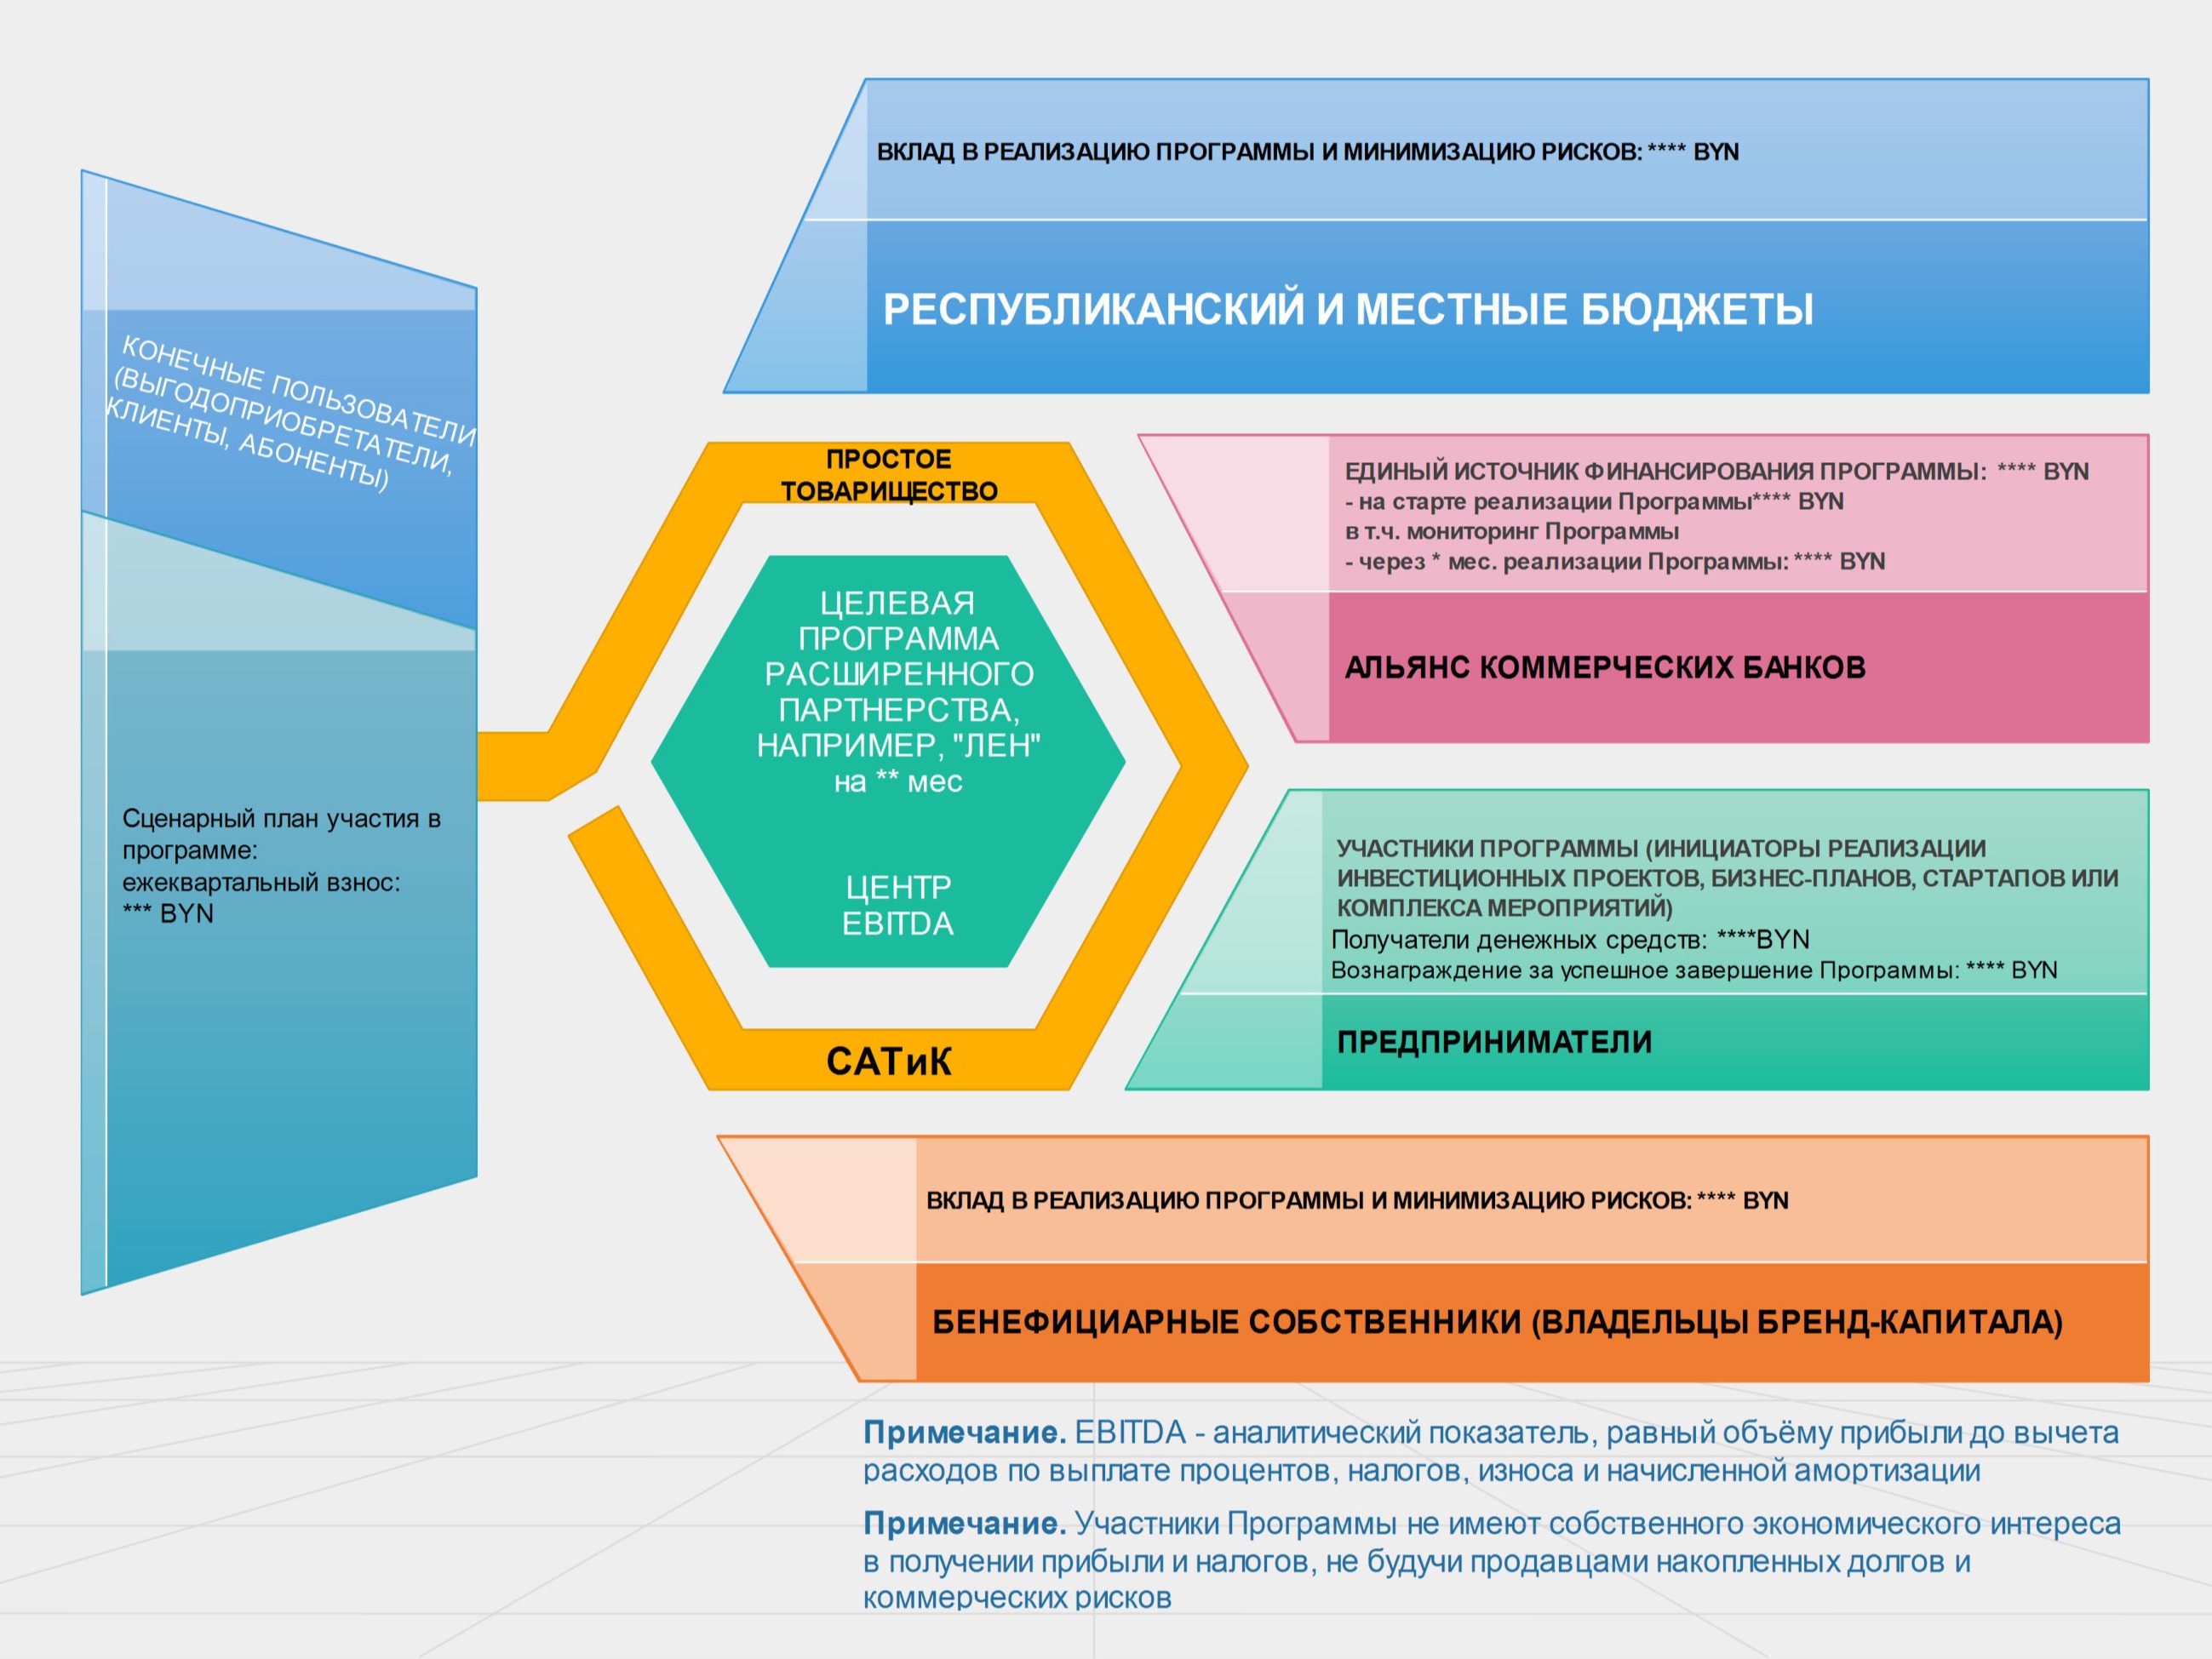 ВКЛАД В РЕАЛИЗАЦИЮ ПРОГРАММЫ И МИНИМИЗАЦИЮ РИСКОВ: **** BYN
РЕСПУБЛИКАНСКИЙ И МЕСТНЫЕ БЮДЖЕТЫ
КОНЕЧНЫЕ ПОЛЬЗОВАТЕЛИ
(ВЫГОДОПРИОБРЕТАТЕЛИ,
КЛИЕНТЫ, АБОНЕНТЫ)
Сценарный план участия в
программе:
ежеквартальный взнос:
*** BYN
ПРОСТОЕ
ТОВАРИЩЕСТВО
ЦЕЛЕВАЯ
ПРОГРАММА
РАСШИРЕННОГО
ПАРТНЕРСТВА,
НАПРИМЕР, "ЛЕН"
на ** мес
ЦЕНТР
EBITDA
САТиК
ЕДИНЫЙ ИСТОЧНИК ФИНАНСИРОВАНИЯ ПРОГРАММЫ: **** BYN
- на старте реализации Программы**** BYN
в т.ч. мониторинг Программы
- через * мес. реализации Программы: **** BYN
АЛЬЯНС КОММЕРЧЕСКИХ БАНКОВ
УЧАСТНИКИ ПРОГРАММЫ (ИНИЦИАТОРЫ РЕАЛИЗАЦИИ
ИНВЕСТИЦИОННЫХ ПРОЕКТОВ, БИЗНЕС-ПЛАНОВ, СТАРТАПОВ ИЛИ
КОМПЛЕКСА МЕРОПРИЯТИЙ)
Получатели денежных средств: ****BYN
Вознаграждение за успешное завершение Программы: **** BYN
ПРЕДПРИНИМАТЕЛИ
ВКЛАД В РЕАЛИЗАЦИЮ ПРОГРАММЫ И МИНИМИЗАЦИЮ РИСКОВ: **** BYN
БЕНЕФИЦИАРНЫЕ СОБСТВЕННИКИ (ВЛАДЕЛЬЦЫ БРЕНД-КАПИТАЛА)
Примечание. EBITDA - аналитический показатель, равный объёму прибыли до вычета
расходов по выплате процентов, налогов, износа и начисленной амортизации
Примечание. Участники Программы не имеют собственного экономического интереса
в получении прибыли и налогов, не будучи продавцами накопленных долгов и
коммерческих рисков